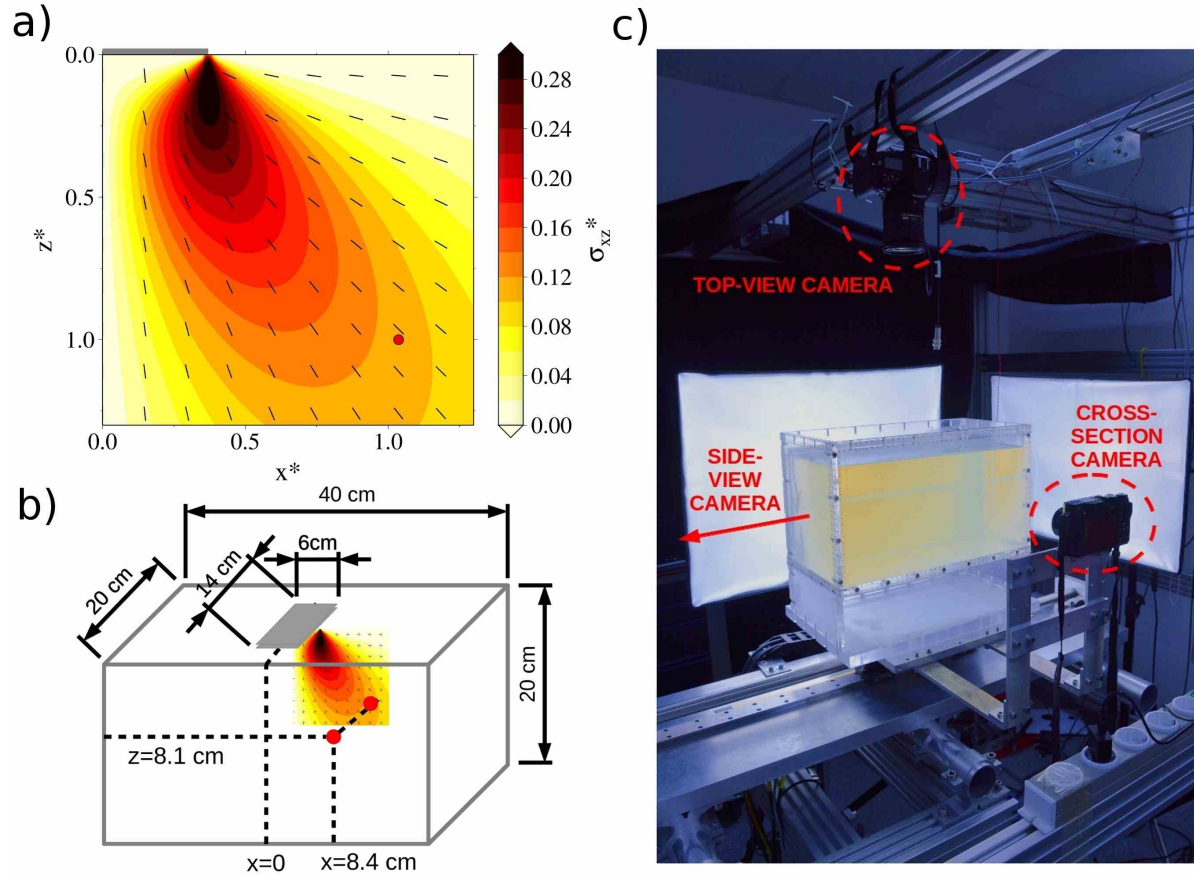 a)
0.0
0.5
1.0
z*
0.0
0.5
1.0
x*
0.28
0.24
0.20
0.16
0.12
0.08
0.04
0.00
σxz*
b)
40 cm
20 cm
14 cm
6cm
20 cm
z=8.1 cm
x=0
x=8.4 cm
c)
TOP-VIEW CAMERA
SIDE-
VIEW
CAMERA
CROSS-
SECTION
CAMERA